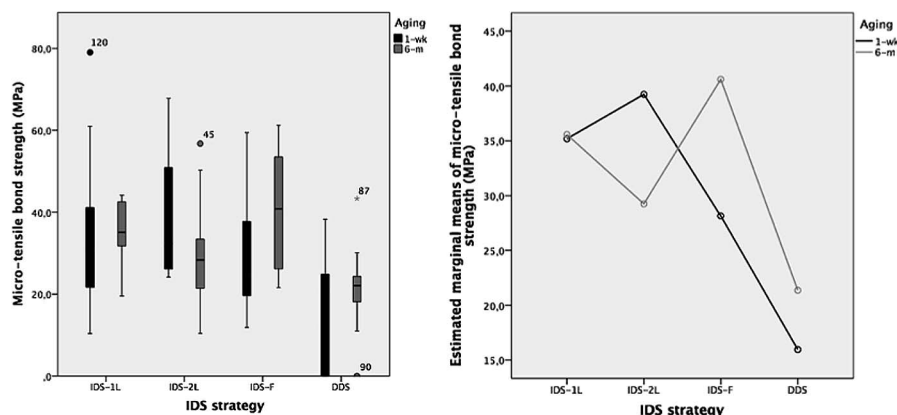 Aging
1-wk
6-m
Micro-tensile bond strength (MPa)
80,0
60,0
40,0
20,0
,0
120
45
87
90
IDS-1L IDS-2L IDS-F DDS
IDS strategy
Aging
1-wk
6-m
Estimated marginal means of micro-tensile bond
strength (MPa)
45,0
40,0
35,0
30,0
25,0
20,0
15,0
IDS-1L IDS-2L IDS-F DDS
IDS strategy